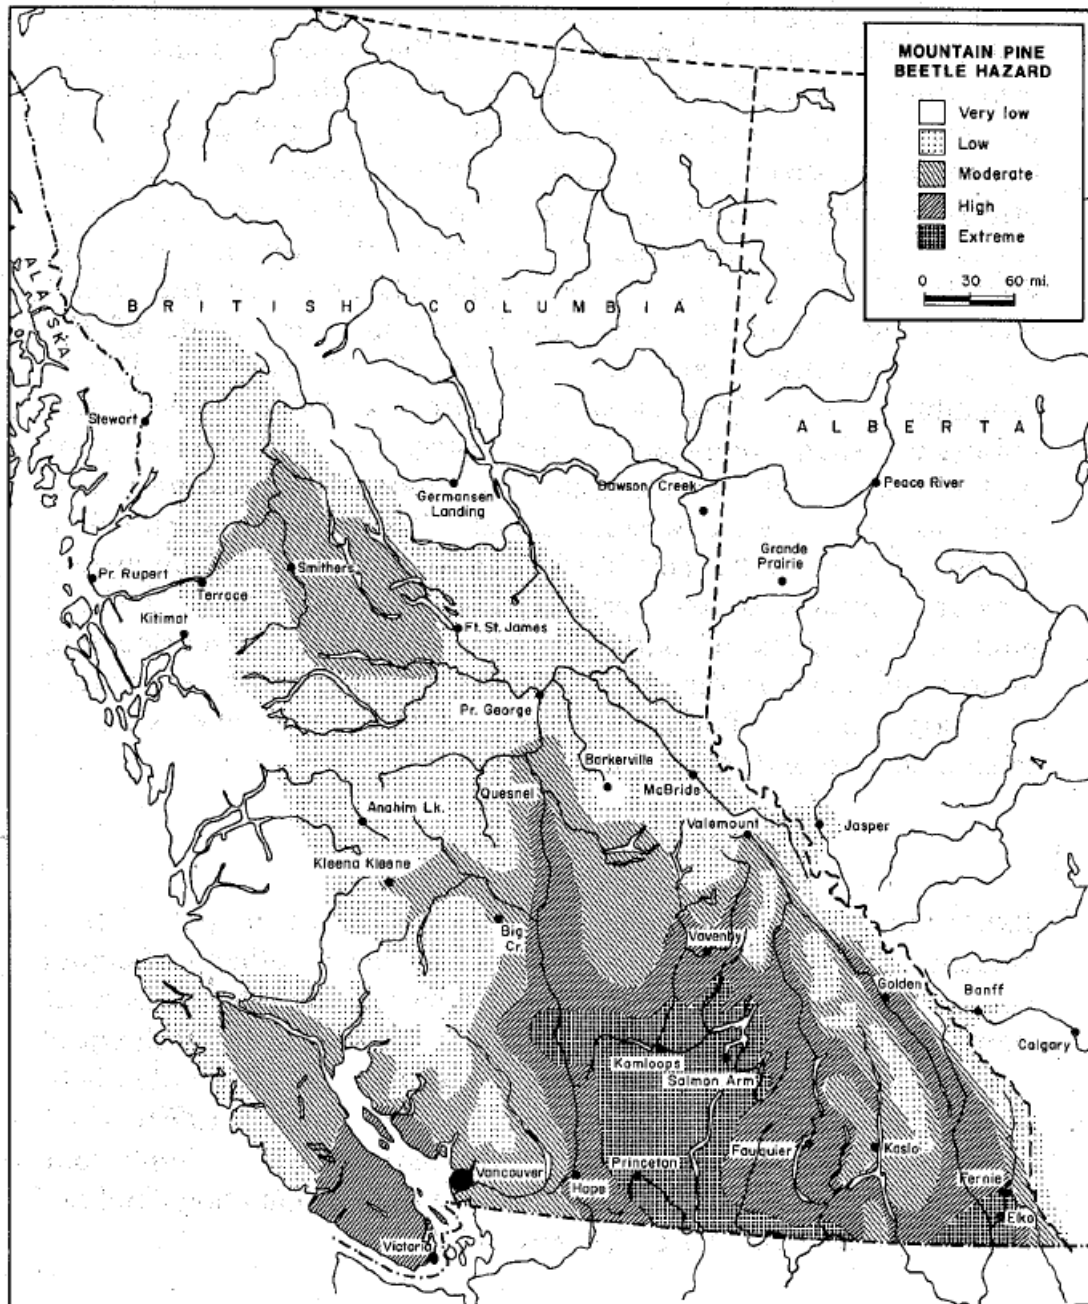 MOUNTAIN PINE
BEETLE HAZARD
Very low
Low
Moderate
High
Extreme
0 30 60 mi.
ALASKA
BRITISH COLUMBIA
ALBERTA
Stewart
Germansen
Landing
Dawson Creek
Peace River
Grande
Prairie
Pr. Rupert
Terrace
Smithers
Kitimat
Ft. St. James
Pr. George
Barkerville
McBride
Quesnel
Anahim Lk.
Valemount
Jasper
Kleena Kleene
Big
Cr.
Vavenby
Golden
Banff
Calgary
Kamloops
Salmon Arm
Fauquier
Kaslo
Vancouver
Hope
Princeton
Fernie
Elko
Victoria